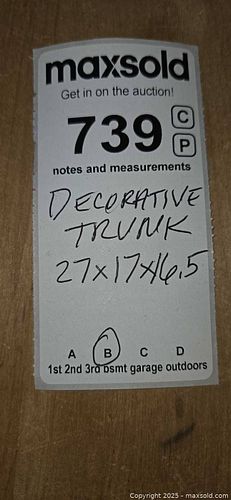 maxsold
Get in on the auction!
739 C
P
notes and measurements
DECORATIVE
TRUNK
27x17x16.5
A B C D
1st 2nd 3rd bsmt garage outdoors
Copyright 2025 - maxsold.com